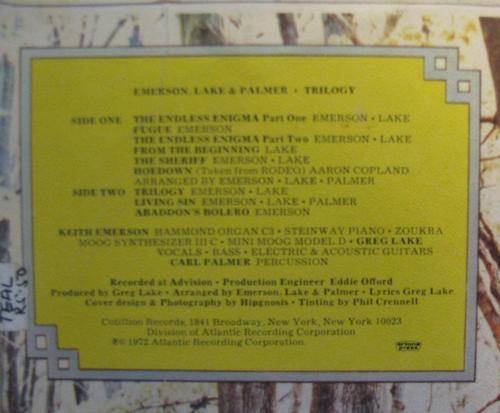 EMERSON, LAKE & PALMER • TRILOGY
SIDE ONE THE ENDLESS ENIGMA Part One EMERSON • LAKE
FUGUE EMERSON
THE ENDLESS ENIGMA Part Two EMERSON • LAKE
FROM THE BEGINNING LAKE
THE SHERIFF EMERSON • LAKE
HOEDOWN (Taken from RODEO) AARON COPLAND
ARRANGED BY EMERSON • LAKE • PALMER
SIDE TWO TRILOGY EMERSON • LAKE
LIVING SIN EMERSON • LAKE • PALMER
ABADDON'S BOLERO EMERSON
KEITH EMERSON HAMMOND ORGAN C3 • STEINWAY PIANO • ZOUKRA
MOOG SYNTHESIZER III C • MINI MOOG MODEL D • GREG LAKE
VOCALS • BASS • ELECTRIC & ACOUSTIC GUITARS
CARL PALMER PERCUSSION
Recorded at Advision • Production Engineer Eddie Offord
Produced by Greg Lake • Arranged by Emerson, Lake & Palmer • Lyrics Greg Lake
Cover design & Photography by Hipgnosis • Tinting by Phil Crennell
Cotillion Records, 1841 Broadway, New York, New York 10023
Division of Atlantic Recording Corporation
℗© 1972 Atlantic Recording Corporation.
TEAL